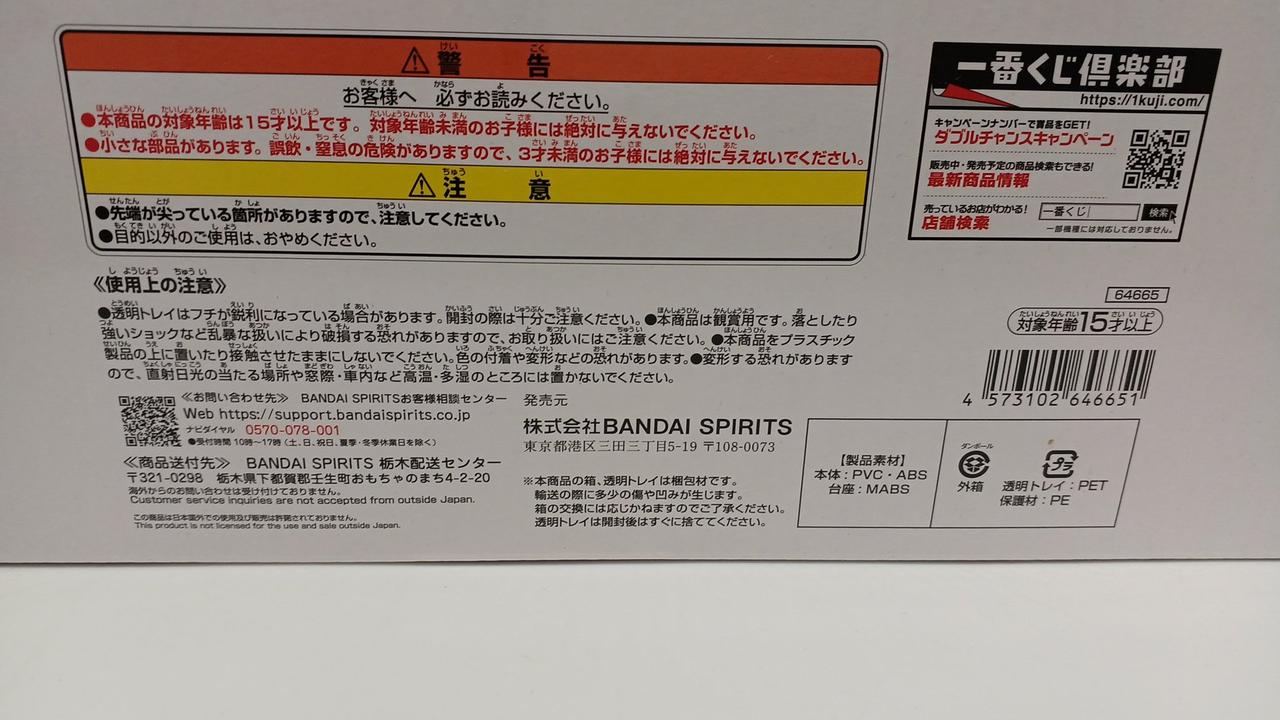 ⚠警告
お客様へ 必ずお読みください。
●本商品の対象年齢は15才以上です。対象年齢未満のお子様には絶対に与えないでください。
●小さな部品があります。誤飲・窒息の危険がありますので、3才未満のお子様には絶対に与えないでください。
⚠注意
●先端が尖っている箇所がありますので、注意してください。
●目的以外のご使用は、おやめください。
一番くじ倶楽部
https://1kuji.com/
キャンペーンナンバーで賞品をGET!
ダブルチャンスキャンペーン
販売中・発売予定の商品検索もできる!
最新商品情報
売っているお店がわかる!
店舗検索
一番くじ 検索
一部機種には対応しておりません。
《使用上の注意》
●透明トレイはフチが鋭利になっている場合があります。開封の際は十分ご注意ください。●本商品は観賞用です。落としたり
強いショックなど乱暴な扱いにより破損する恐れがありますので、お取り扱いにはご注意ください。●本商品をプラスチック
製品の上に置いたり接触させたままにしないでください。色の付着や変形などの恐れがあります。●変形する恐れがあります
ので、直射日光の当たる場所や窓際・車内など高温・多湿のところには置かないでください。
64665
対象年齢15才以上
4 573102 646651
≪お問い合わせ先≫ BANDAI SPIRITSお客様相談センター
Web https://support.bandaispirits.co.jp
ナビダイヤル 0570-078-001
●受付時間 10時〜17時(土、日、祝日、夏季・冬季休業日を除く)
≪商品送付先≫ BANDAI SPIRITS 栃木配送センター
〒321-0298 栃木県下都賀郡壬生町おもちゃのまち4-2-20
海外からのお問い合わせは受け付けておりません。
Customer service inquiries are not accepted from outside Japan.
この商品は日本国外での使用及び販売は許諾されておりません。
This product is not licensed for the use and sale outside Japan.
発売元
株式会社BANDAI SPIRITS
東京都港区三田三丁目5-19 〒108-0073
※本商品の箱、透明トレイは梱包材です。
輸送の際に多少の傷や凹みが生じます。
箱の交換には応じかねますのでご了承ください。
透明トレイは開封後はすぐに捨ててください。
【製品素材】
本体:PVC・ABS
台座:MABS
ダンボール
外箱
プラ
透明トレイ:PET
保護材:PE